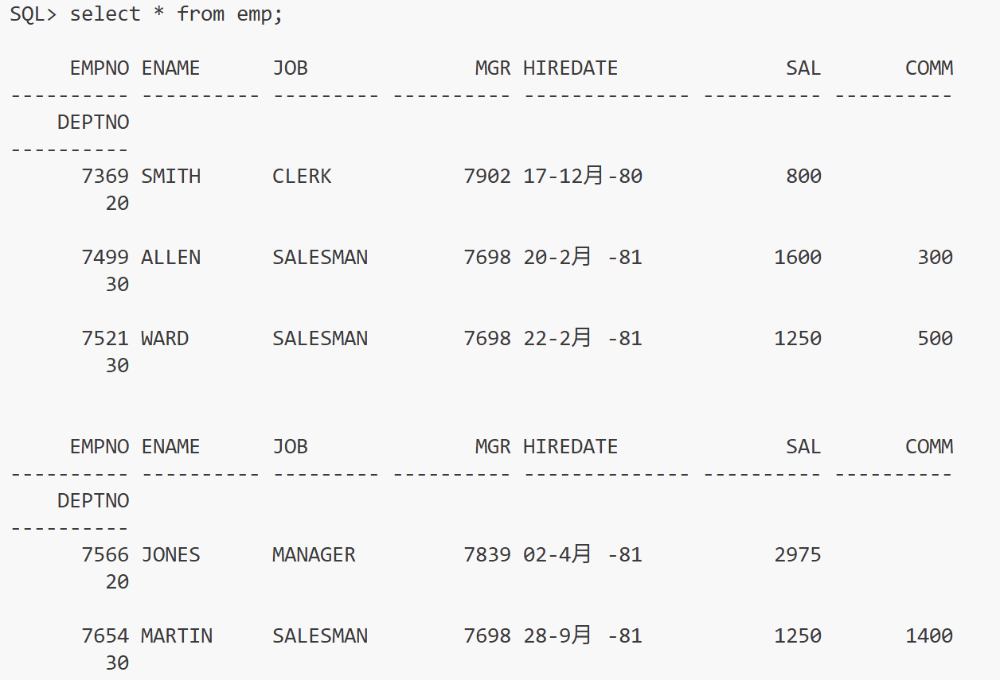 SQL> select * from emp;
     EMPNO ENAME      JOB              MGR HIREDATE              SAL       COMM
---------- ---------- --------- ---------- -------------- ---------- ----------
    DEPTNO
----------
      7369 SMITH      CLERK           7902 17-12月-80            800
        20
      7499 ALLEN      SALESMAN        7698 20-2月 -81           1600        300
        30
      7521 WARD       SALESMAN        7698 22-2月 -81           1250        500
        30
     EMPNO ENAME      JOB              MGR HIREDATE              SAL       COMM
---------- ---------- --------- ---------- -------------- ---------- ----------
    DEPTNO
----------
      7566 JONES      MANAGER         7839 02-4月 -81           2975
        20
      7654 MARTIN     SALESMAN        7698 28-9月 -81           1250       1400
        30